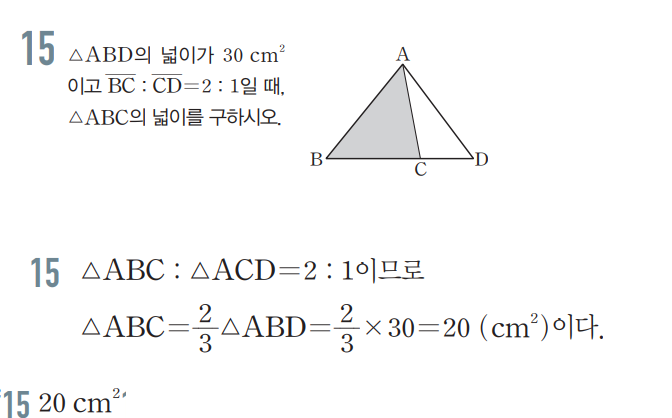 15 △ABD의 넓이가 30 cm²
이고 BC : CD=2 : 1일 때,
△ABC의 넓이를 구하시오.
A
B
C
D
15 △ABC : △ACD=2 : 1이므로
△ABC=2/3△ABD=2/3×30=20 (cm²)이다.
15 20 cm²